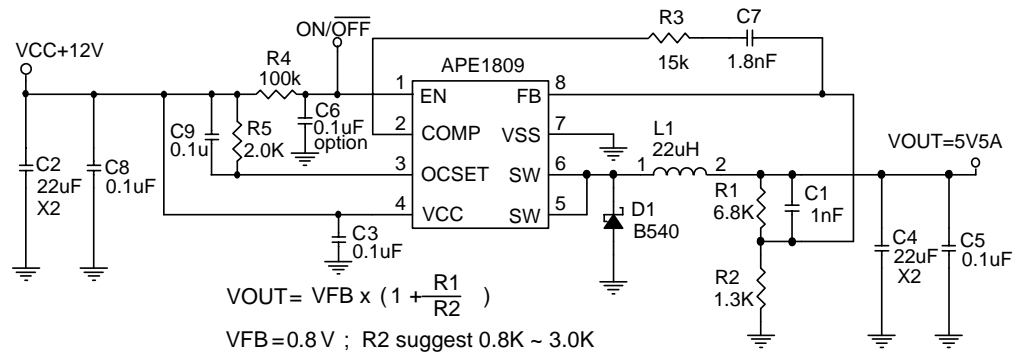 ON/OFF
R3
C7
VCC+12V
15k
1.8nF
R4
100k
APE1809
1
EN
FB
8
C6
0.1uF
option
2
COMP
VSS
7
C9
0.1u
R5
2.0K
L1
22uH
VOUT=5V5A
3
OCSET
SW
6
1
2
C2
22uF
X2
C8
0.1uF
4
VCC
SW
5
D1
B540
R1
6.8K
C1
1nF
C3
0.1uF
C4
22uF
X2
C5
0.1uF
R2
1.3K
VOUT= VFB x (1 + R1
R2 )
VFB=0.8V ; R2 suggest 0.8K ~ 3.0K